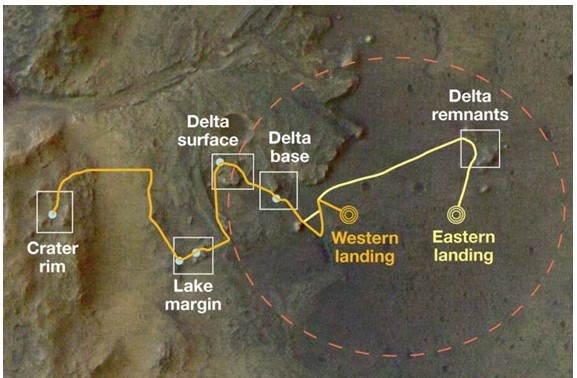 Delta
remnants
Delta
surface
Delta
base
Crater
rim
Lake
margin
Western
landing
Eastern
landing